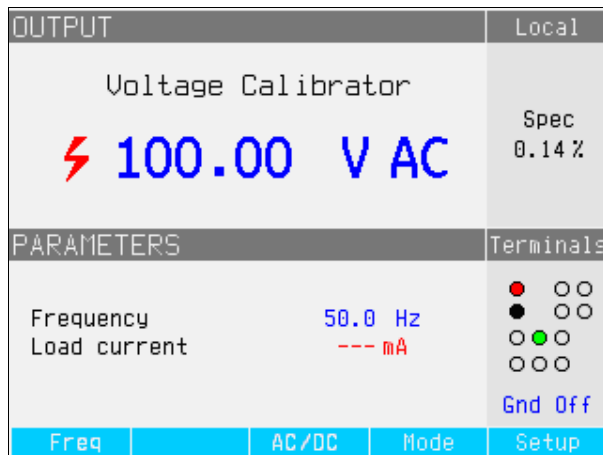 OUTPUT
Local
Voltage Calibrator
100.00 V AC
Spec
0.14%
PARAMETERS
Terminals
Frequency 50.0 Hz
Load current --- mA
Gnd Off
Freq AC/DC Mode Setup